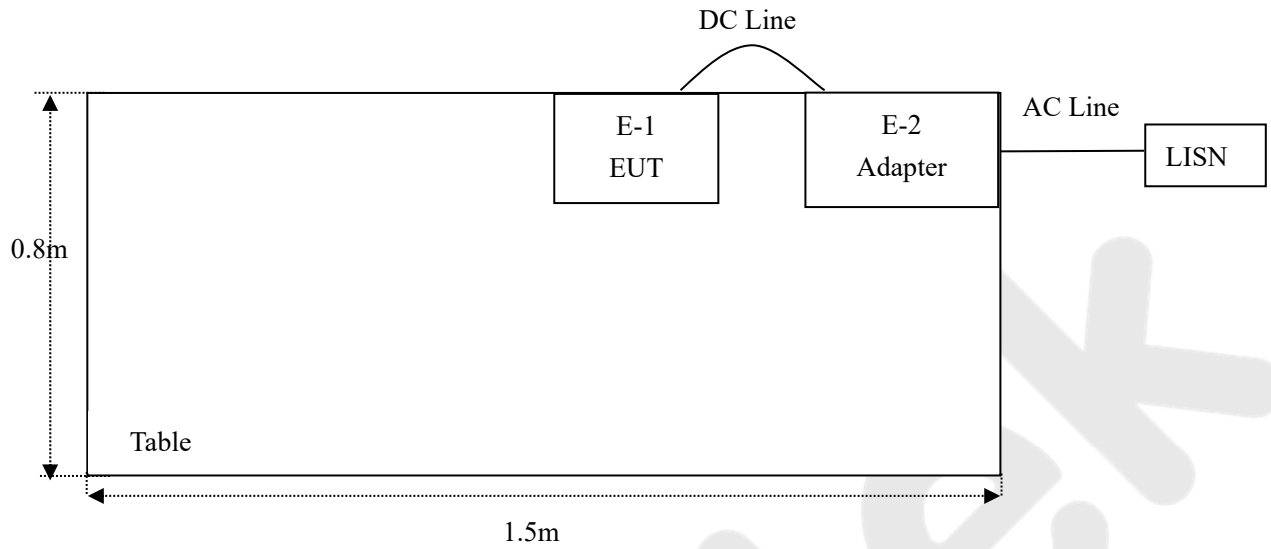 DC Line
E-1
EUT
E-2
Adapter
AC Line
LISN
0.8m
Table
1.5m